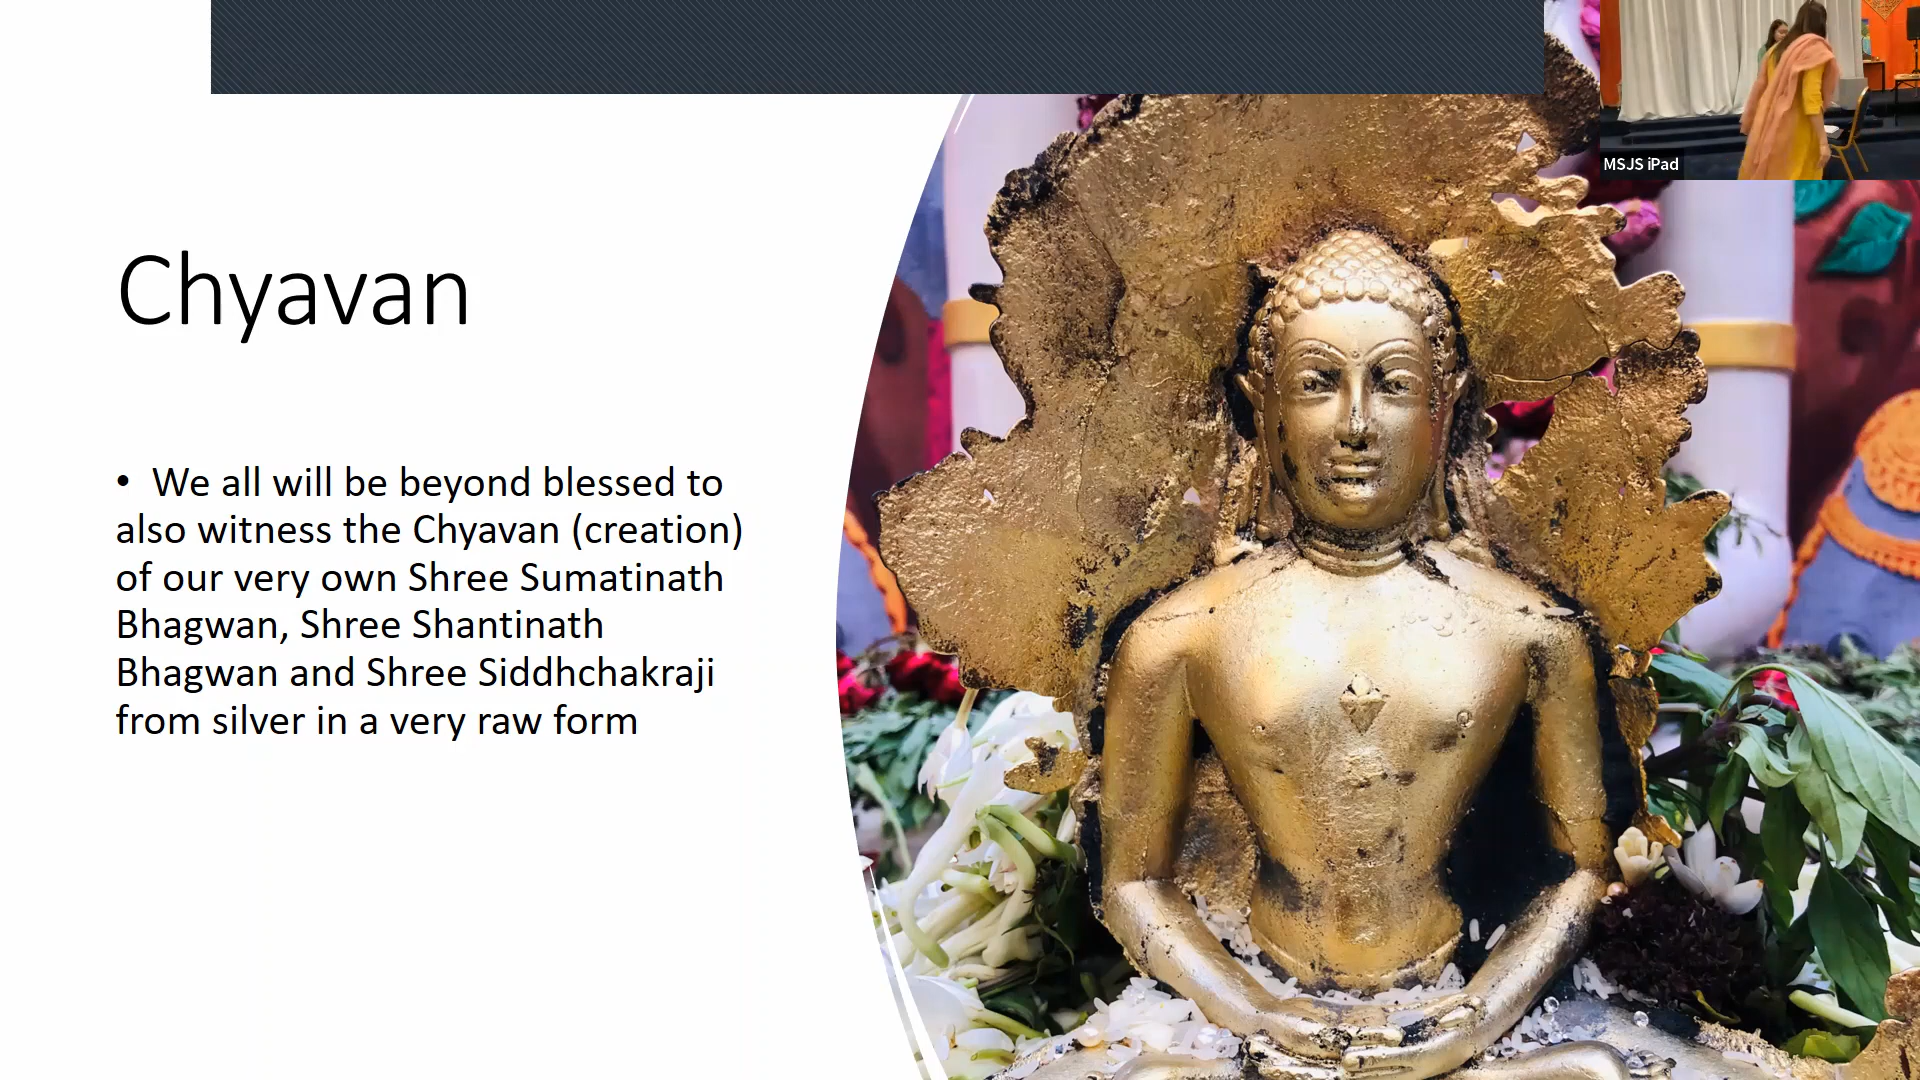 MSJS iPad
Chyavan
• We all will be beyond blessed to
also witness the Chyavan (creation)
of our very own Shree Sumatinath
Bhagwan, Shree Shantinath
Bhagwan and Shree Siddhchakraji
from silver in a very raw form